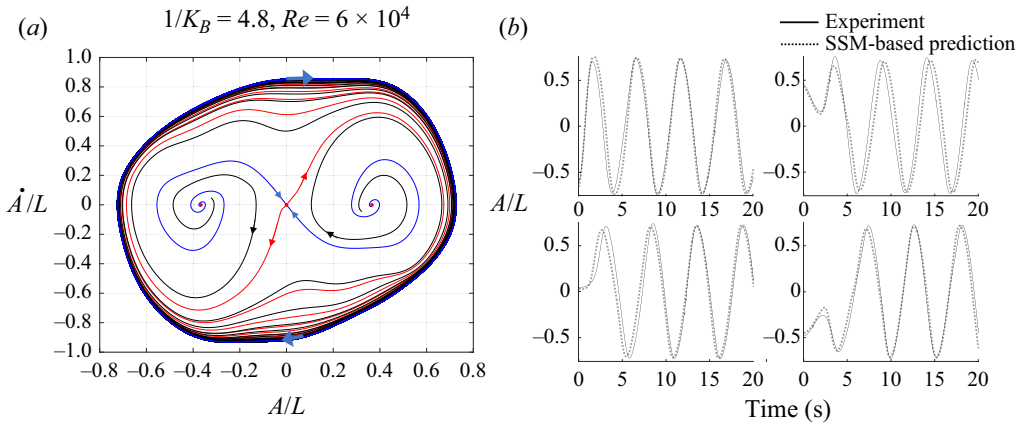 1/K_B = 4.8, Re = 6 × 10⁴
(a)
1.0
0.8
0.6
0.4
0.2
Ȧ/L 0
−0.2
−0.4
−0.6
−0.8
−1.0
−0.8 −0.6 −0.4 −0.2 0 0.2 0.4 0.6 0.8
A/L
(b)
Experiment
SSM-based prediction
0.5
0
−0.5
0 5 10 15 20
0.5
0
−0.5
0 5 10 15 20
A/L
0.5
0
−0.5
0 5 10 15 20
0.5
0
−0.5
0 5 10 15 20
Time (s)